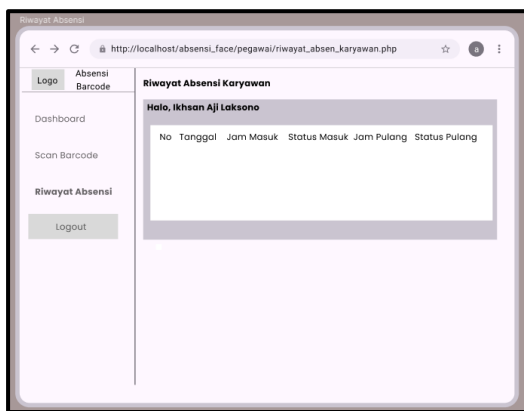 Riwayat Absensi
http://localhost/absensi_face/pegawai/riwayat_absen_karyawan.php
a
Logo
Absensi
Barcode
Dashboard
Scan Barcode
Riwayat Absensi
Logout
Riwayat Absensi Karyawan
Halo, Ikhsan Aji Laksono
No Tanggal Jam Masuk Status Masuk Jam Pulang Status Pulang